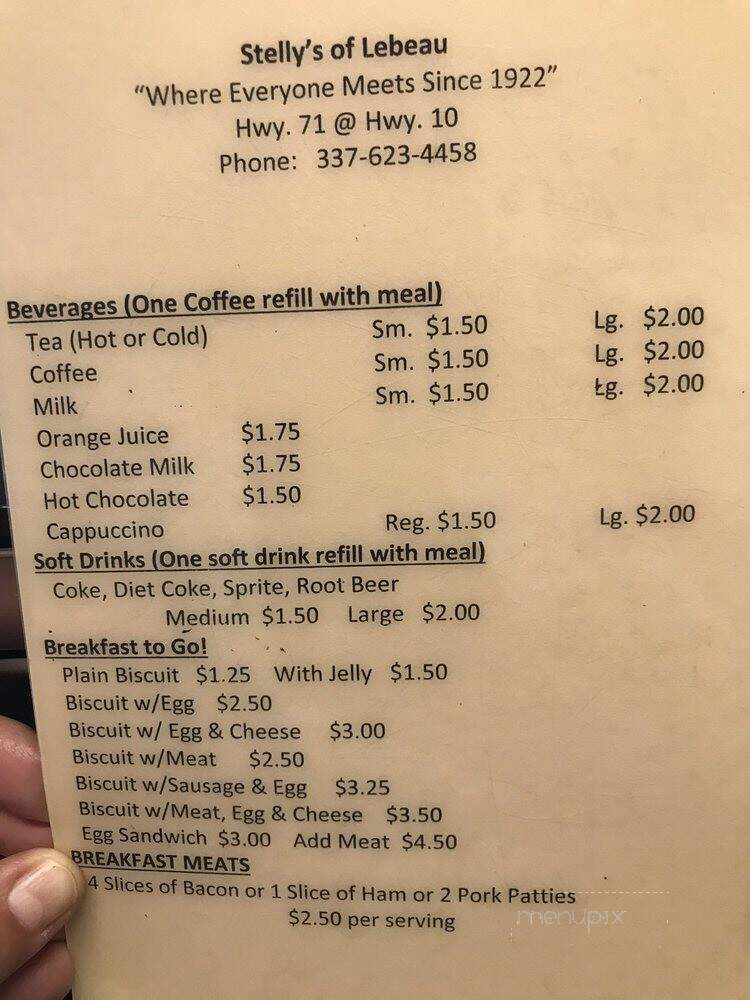 Stelly's of Lebeau
"Where Everyone Meets Since 1922"
Hwy. 71 @ Hwy. 10
Phone: 337-623-4458
Beverages (One Coffee refill with meal)
Tea (Hot or Cold) Sm. $1.50 Lg. $2.00
Coffee Sm. $1.50 Lg. $2.00
Milk Sm. $1.50 Lg. $2.00
Orange Juice $1.75
Chocolate Milk $1.75
Hot Chocolate $1.50
Cappuccino Reg. $1.50 Lg. $2.00
Soft Drinks (One soft drink refill with meal)
Coke, Diet Coke, Sprite, Root Beer
Medium $1.50 Large $2.00
Breakfast to Go!
Plain Biscuit $1.25 With Jelly $1.50
Biscuit w/Egg $2.50
Biscuit w/ Egg & Cheese $3.00
Biscuit w/Meat $2.50
Biscuit w/Sausage & Egg $3.25
Biscuit w/Meat, Egg & Cheese $3.50
Egg Sandwich $3.00 Add Meat $4.50
BREAKFAST MEATS
4 Slices of Bacon or 1 Slice of Ham or 2 Pork Patties
$2.50 per serving
menupix